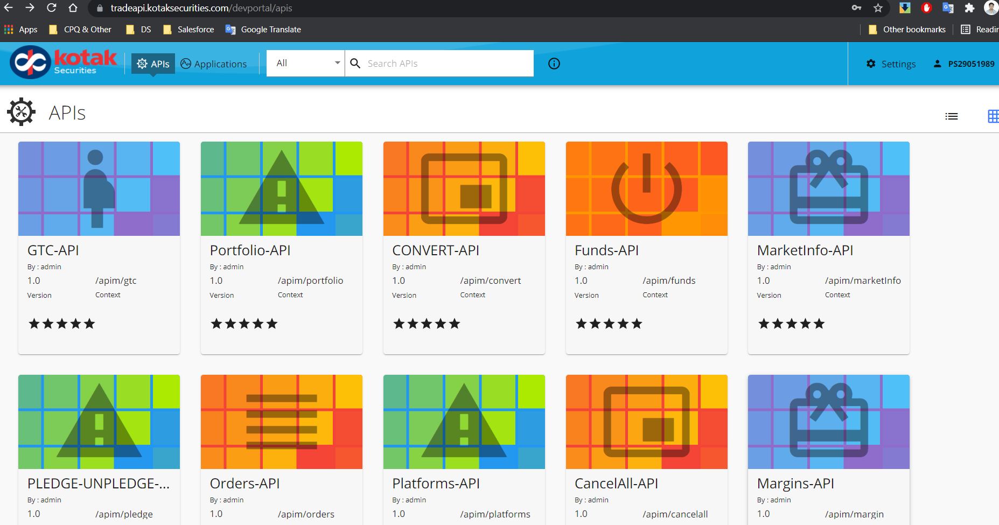 tradeapi.kotaksecurities.com/devportal/apis
Apps CPQ & Other DS Salesforce Google Translate Other bookmarks Readin
kotak
Securities
APIs Applications All Search APIs Settings PS29051989
APIs
GTC-API
By : admin
1.0 /apim/gtc
Version Context
Portfolio-API
By : admin
1.0 /apim/portfolio
Version Context
CONVERT-API
By : admin
1.0 /apim/convert
Version Context
Funds-API
By : admin
1.0 /apim/funds
Version Context
MarketInfo-API
By : admin
1.0 /apim/marketInfo
Version Context
PLEDGE-UNPLEDGE-...
By : admin
1.0 /apim/pledge
Orders-API
By : admin
1.0 /apim/orders
Platforms-API
By : admin
1.0 /apim/platforms
CancelAll-API
By : admin
1.0 /apim/cancelall
Margins-API
By : admin
1.0 /apim/margin